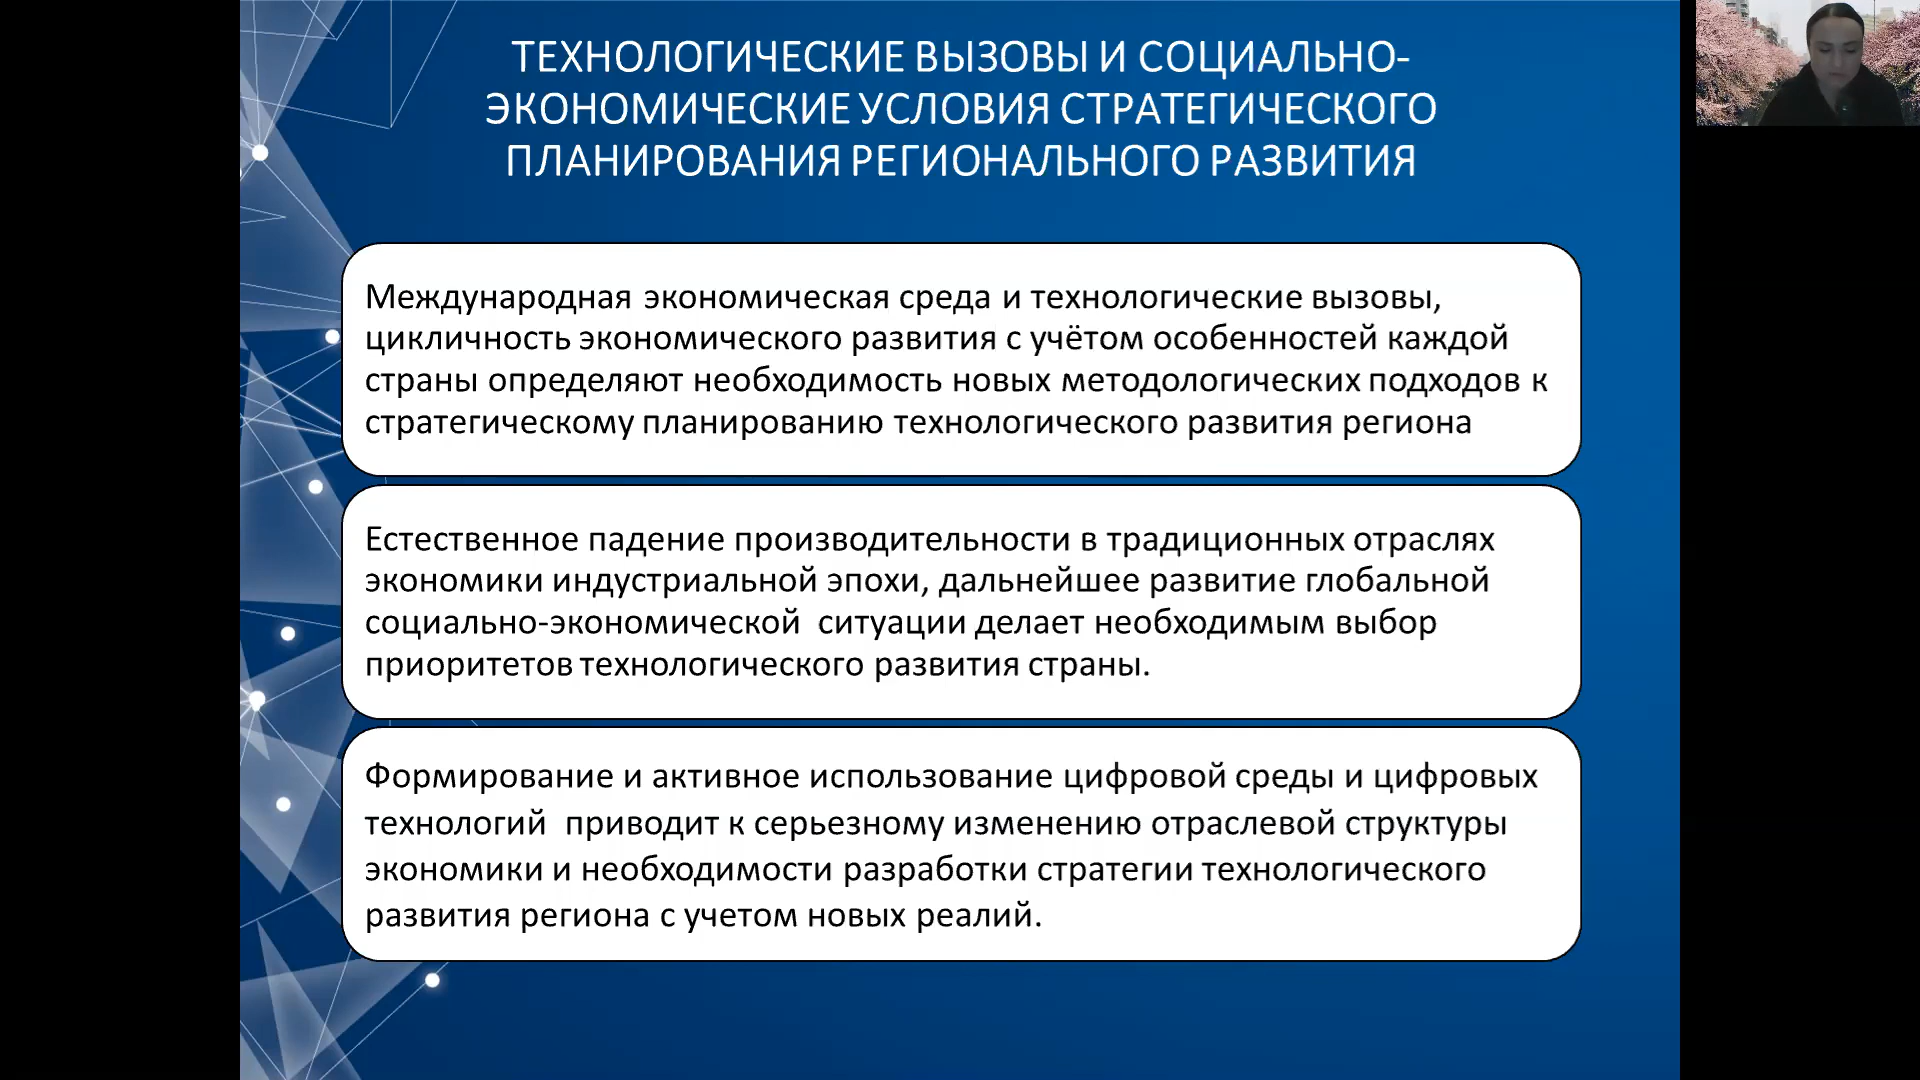 ТЕХНОЛОГИЧЕСКИЕ ВЫЗОВЫ И СОЦИАЛЬНО-
ЭКОНОМИЧЕСКИЕ УСЛОВИЯ СТРАТЕГИЧЕСКОГО
ПЛАНИРОВАНИЯ РЕГИОНАЛЬНОГО РАЗВИТИЯ
Международная экономическая среда и технологические вызовы,
цикличность экономического развития с учётом особенностей каждой
страны определяют необходимость новых методологических подходов к
стратегическому планированию технологического развития региона
Естественное падение производительности в традиционных отраслях
экономики индустриальной эпохи, дальнейшее развитие глобальной
социально-экономической ситуации делает необходимым выбор
приоритетов технологического развития страны.
Формирование и активное использование цифровой среды и цифровых
технологий приводит к серьезному изменению отраслевой структуры
экономики и необходимости разработки стратегии технологического
развития региона с учетом новых реалий.